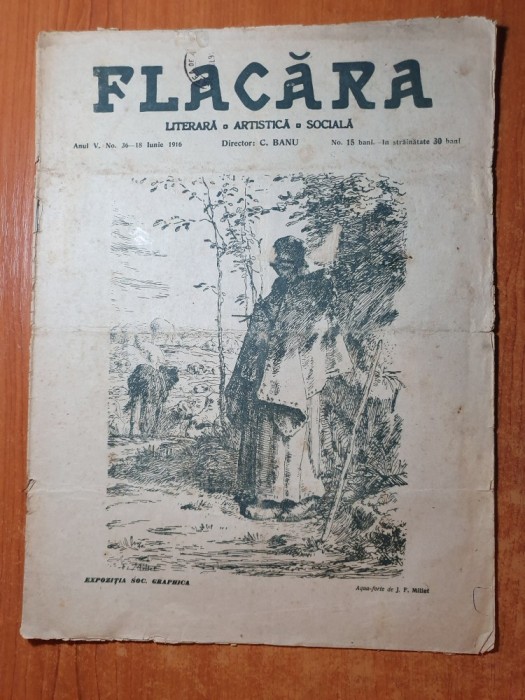 FLACĂRA
LITERARĂ ▫ ARTISTICĂ ▫ SOCIALĂ
Anul V.- No. 36-18 Iunie 1916 Director: C. BANU No. 15 bani.-In străinătate 30 bani
EXPOZIȚIA SOC. GRAPHICA
Aqua-forte de J. F. Millet